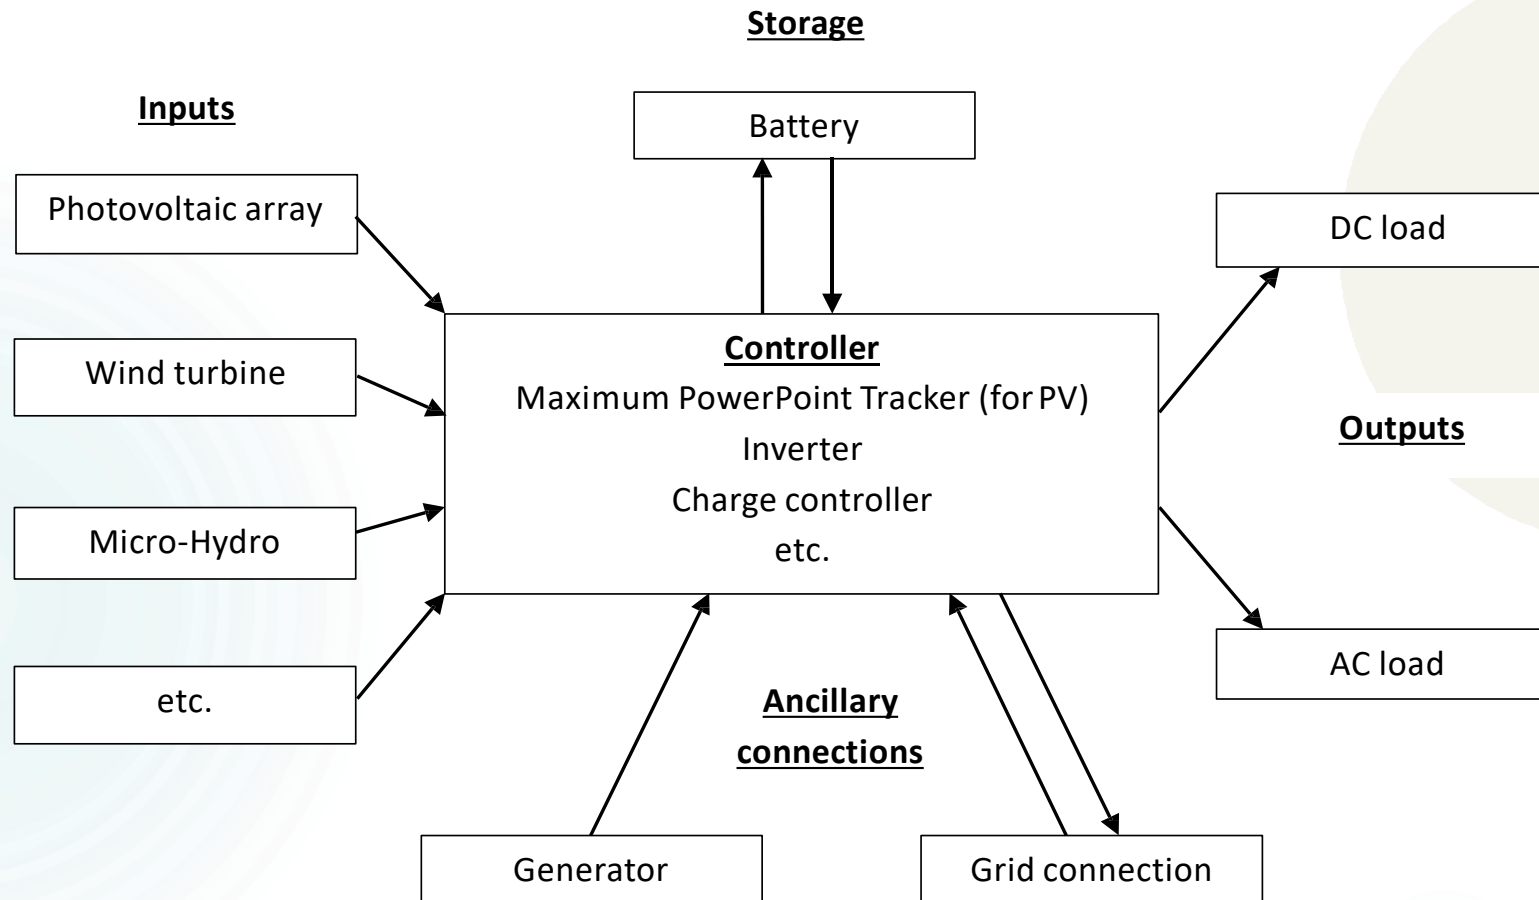 Storage
Inputs
Battery
Photovoltaic array
DC load
Wind turbine
Controller
Maximum PowerPoint Tracker (for PV)
Inverter
Charge controller
etc.
Outputs
Micro-Hydro
etc.
AC load
Ancillary
connections
Generator
Grid connection